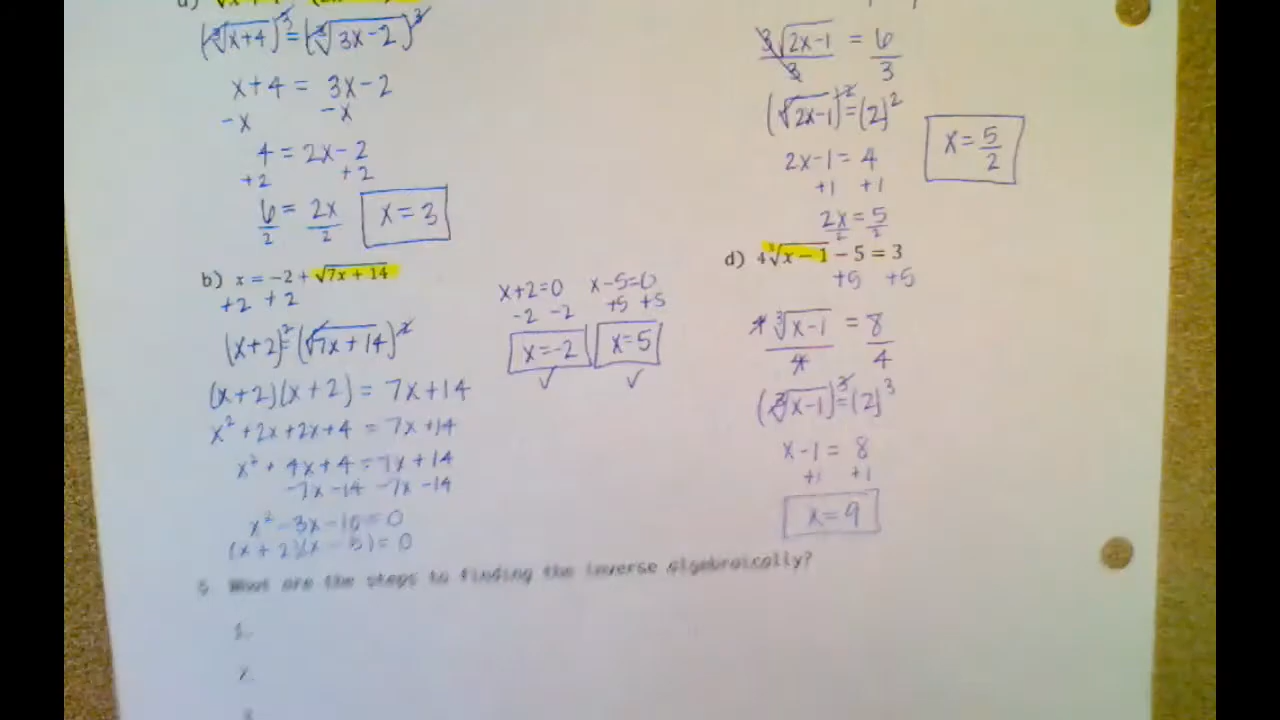 (∛x+4)³ = (∛3x-2)³
x+4 = 3x-2
-x -x
4 = 2x-2
+2 +2
6 = 2x
2 2
x=3
b) x = -2 + √7x + 14
+2 +2
(x+2)² = (√7x+14)²
(x+2)(x+2) = 7x+14
x² +2x+2x+4 = 7x+14
x² + 4x+4 = 7x+14
-7x-14 -7x-14
x² -3x-10=0
(x+2)(x-5)=0
x+2=0 x-5=0
-2 -2 +5 +5
x=-2 x=5
✓ ✓
3√2x-1 = 6
3 3
(√2x-1)² = (2)²
2x-1 = 4
+1 +1
2x = 5
2 2
x = 5
2
d) 4∛x - 1 - 5 = 3
+5 +5
4∛x-1 = 8
4 4
(∛x-1)³ = (2)³
x-1 = 8
+1 +1
x=9
5. What are the steps to finding the inverse algebraically?
1.
2.